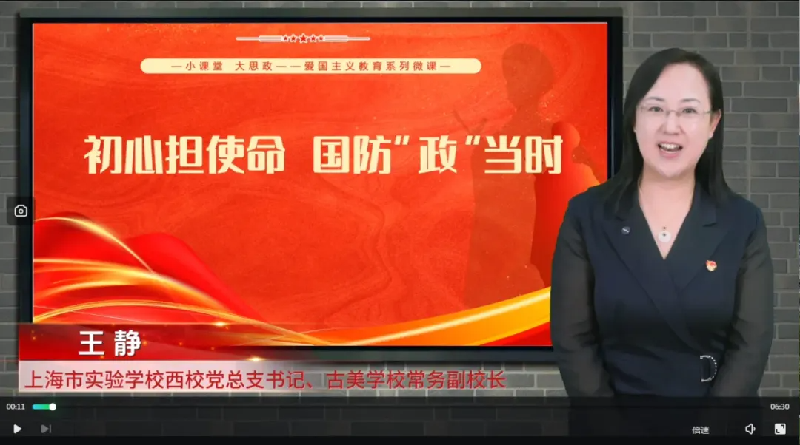 —小课堂 大思政——爱国主义教育系列微课—
初心担使命 国防"政"当时
王静
上海市实验学校西校党总支书记、古美学校常务副校长
00:11
06:30
倍速